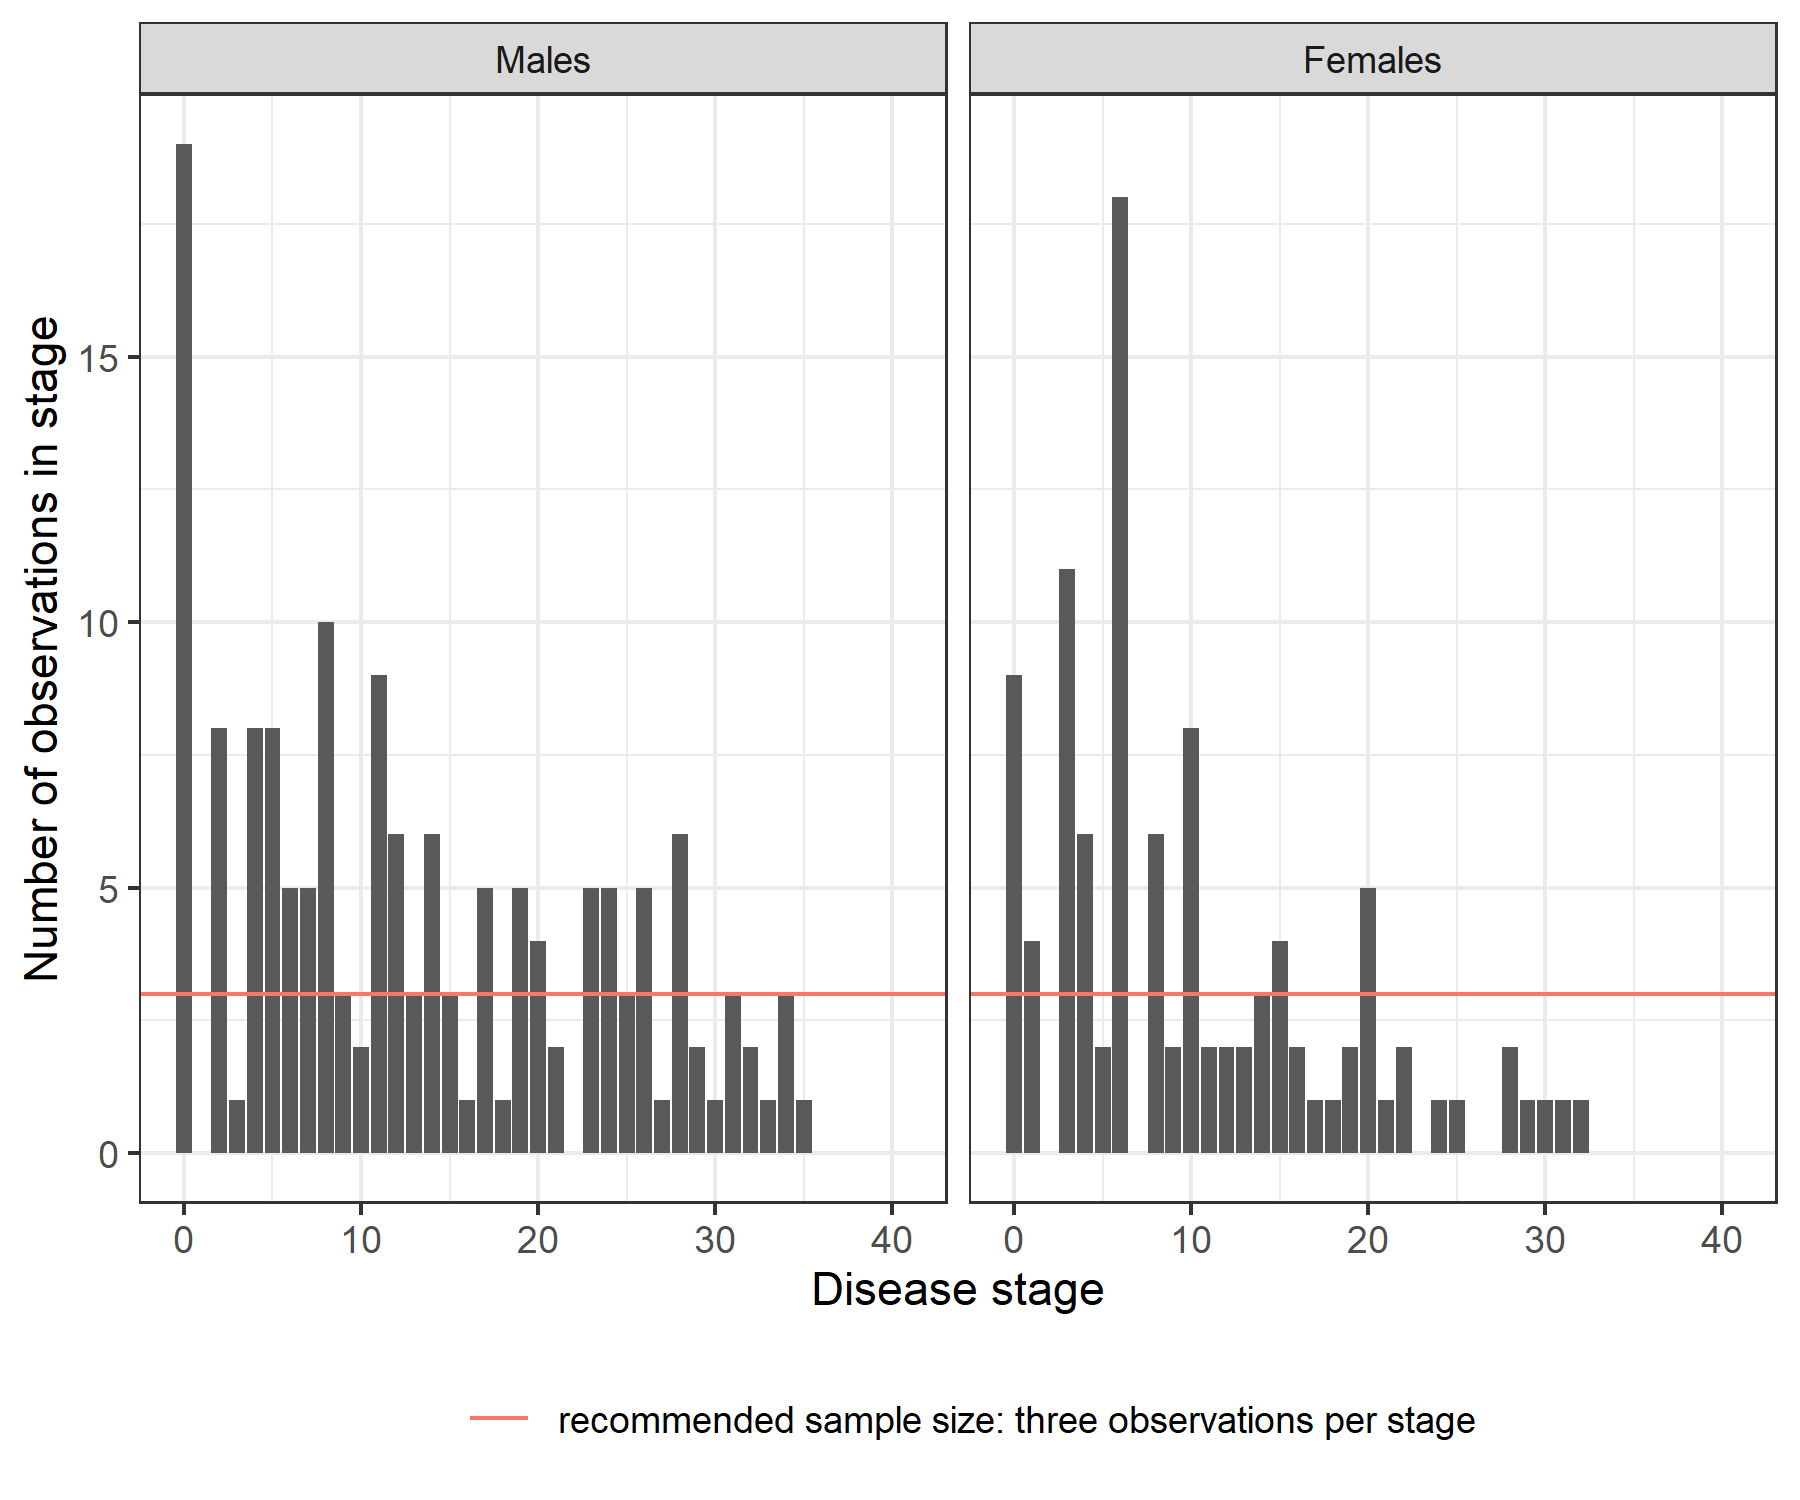 Males
Females
Number of observations in stage
15
10
5
0
0 10 20 30 40
0 10 20 30 40
Disease stage
recommended sample size: three observations per stage